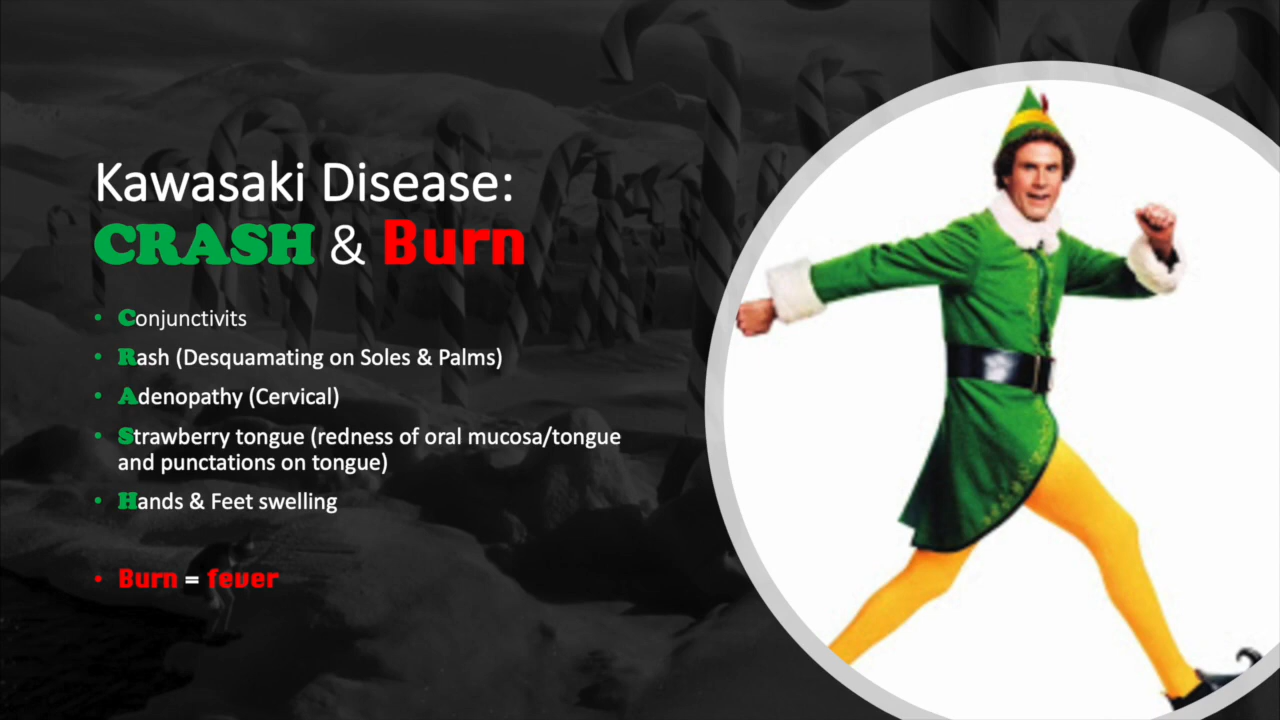 Kawasaki Disease:
CRASH & Burn
• Conjunctivits
• Rash (Desquamating on Soles & Palms)
• Adenopathy (Cervical)
• Strawberry tongue (redness of oral mucosa/tongue
and punctations on tongue)
• Hands & Feet swelling
• Burn = fever